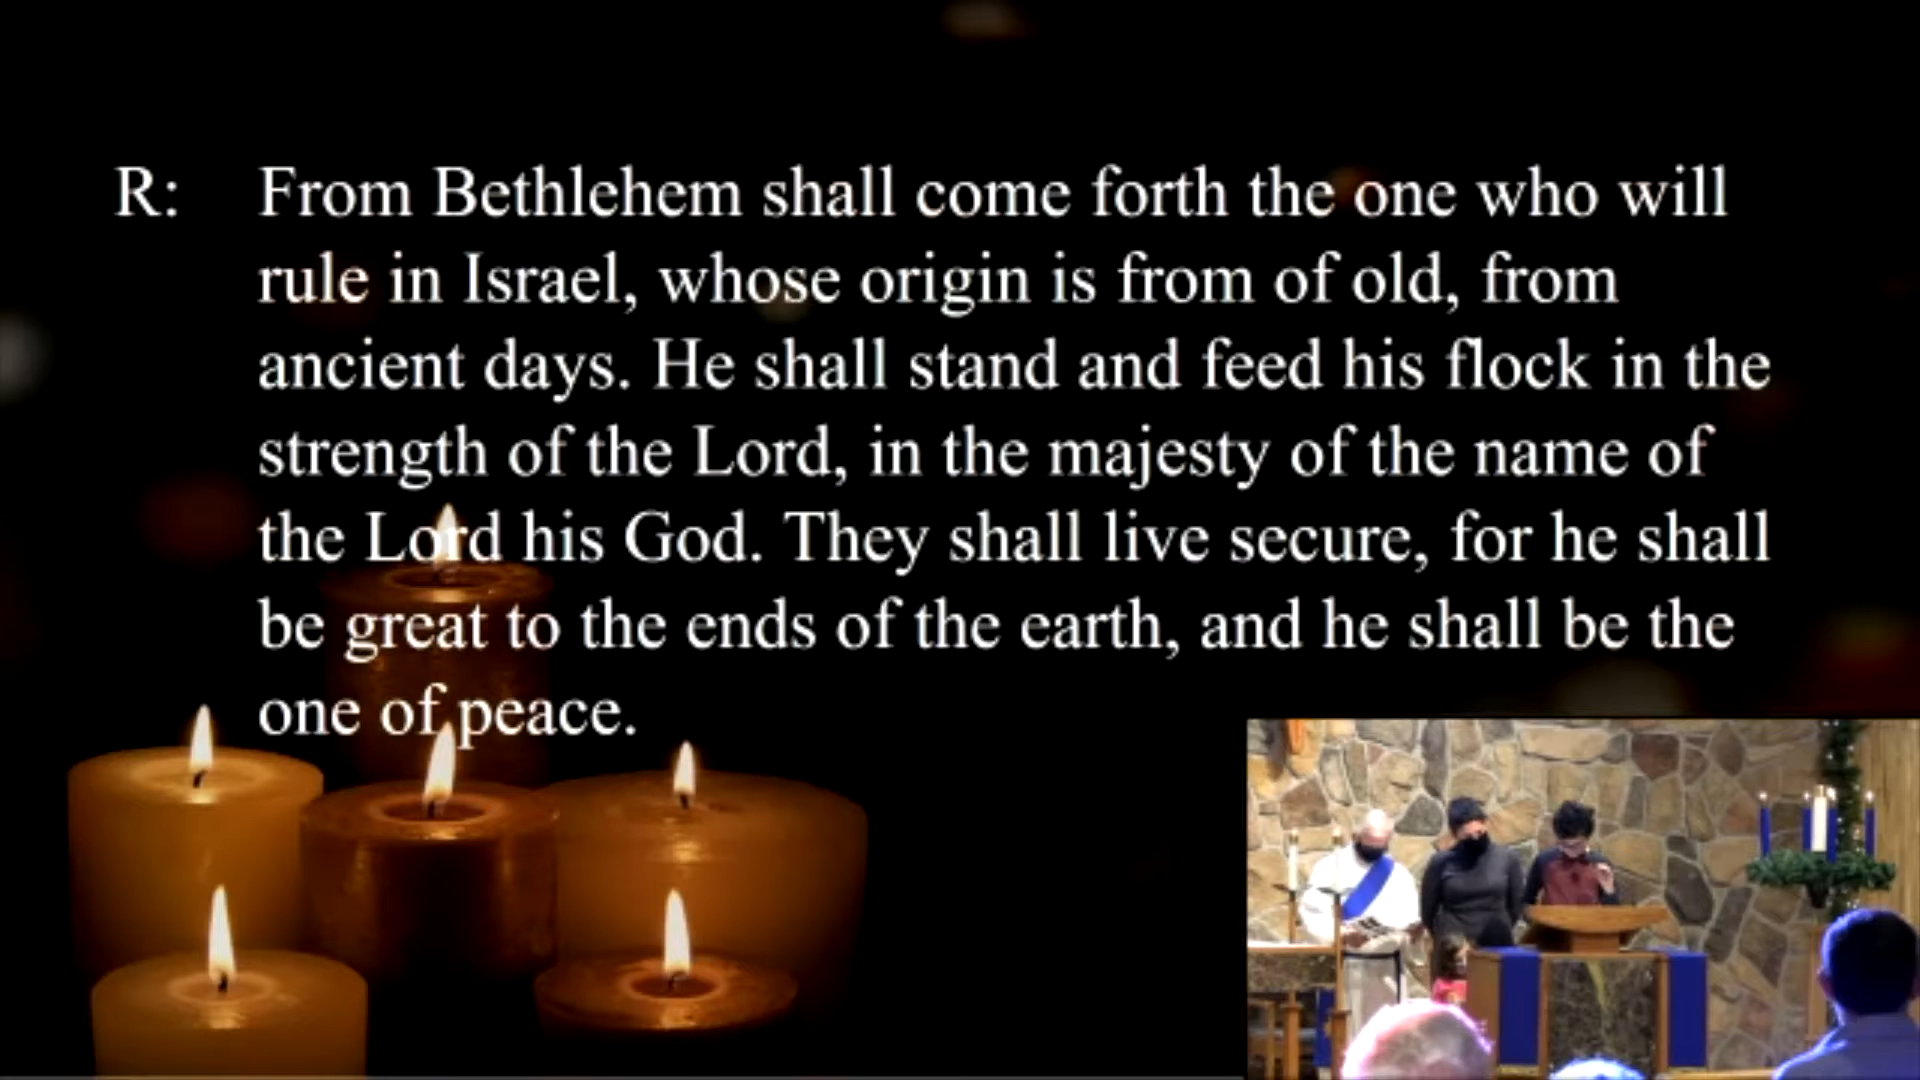 R: From Bethlehem shall come forth the one who will
rule in Israel, whose origin is from of old, from
ancient days. He shall stand and feed his flock in the
strength of the Lord, in the majesty of the name of
the Lord his God. They shall live secure, for he shall
be great to the ends of the earth, and he shall be the
one of peace.